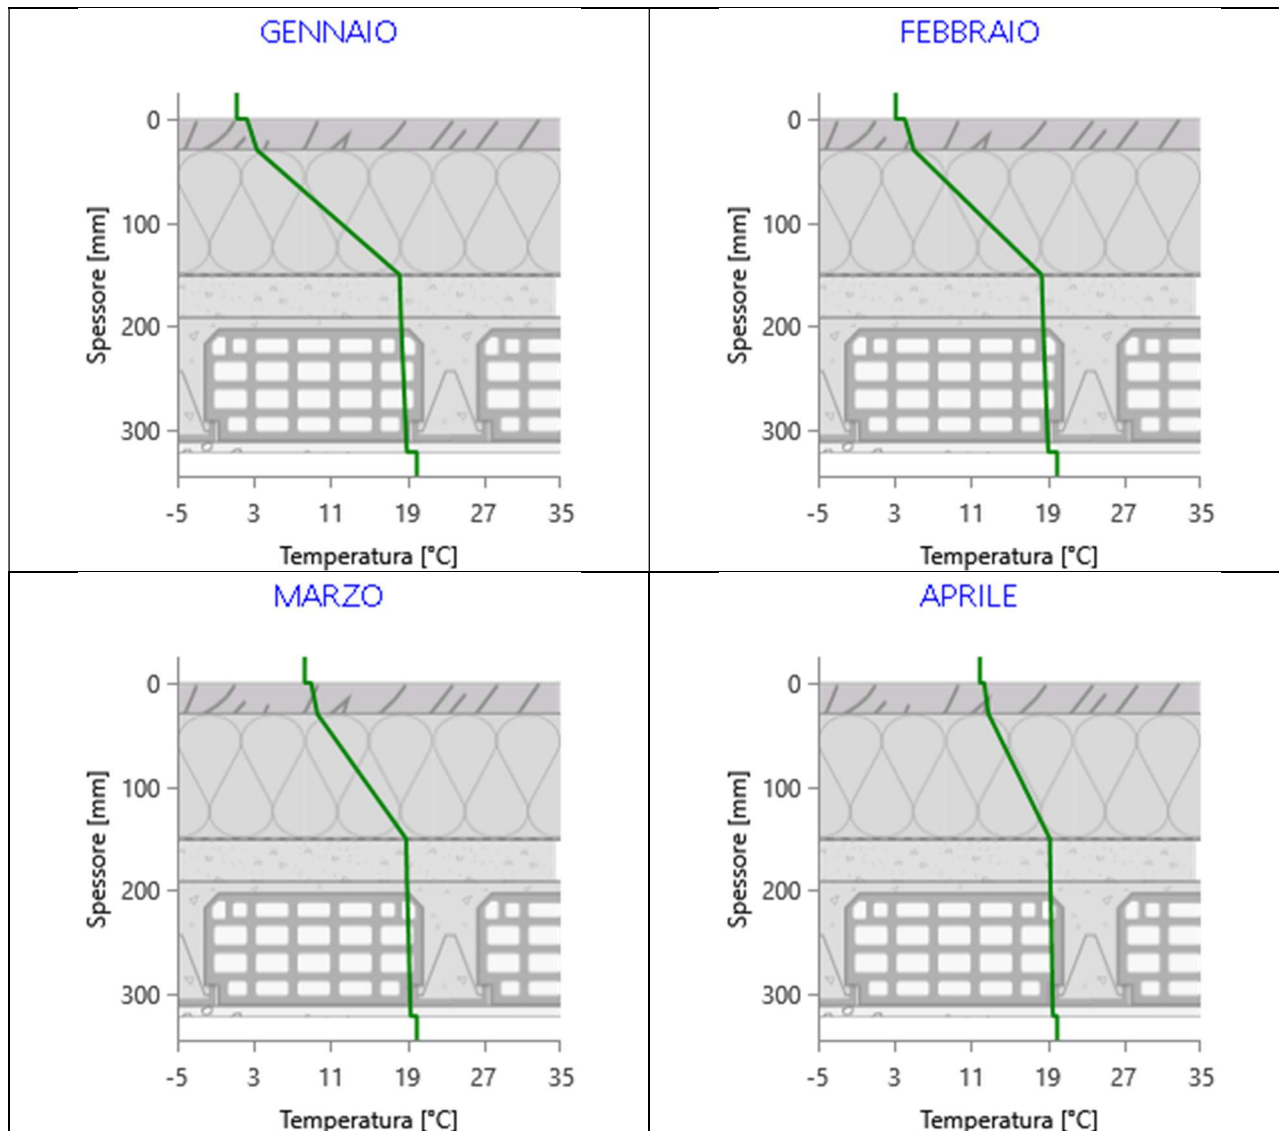 GENNAIO
0
100
200
300
Spessore [mm]
-5 3 11 19 27 35
Temperatura [°C]
FEBBRAIO
0
100
200
300
Spessore [mm]
-5 3 11 19 27 35
Temperatura [°C]
MARZO
0
100
200
300
Spessore [mm]
-5 3 11 19 27 35
Temperatura [°C]
APRILE
0
100
200
300
Spessore [mm]
-5 3 11 19 27 35
Temperatura [°C]